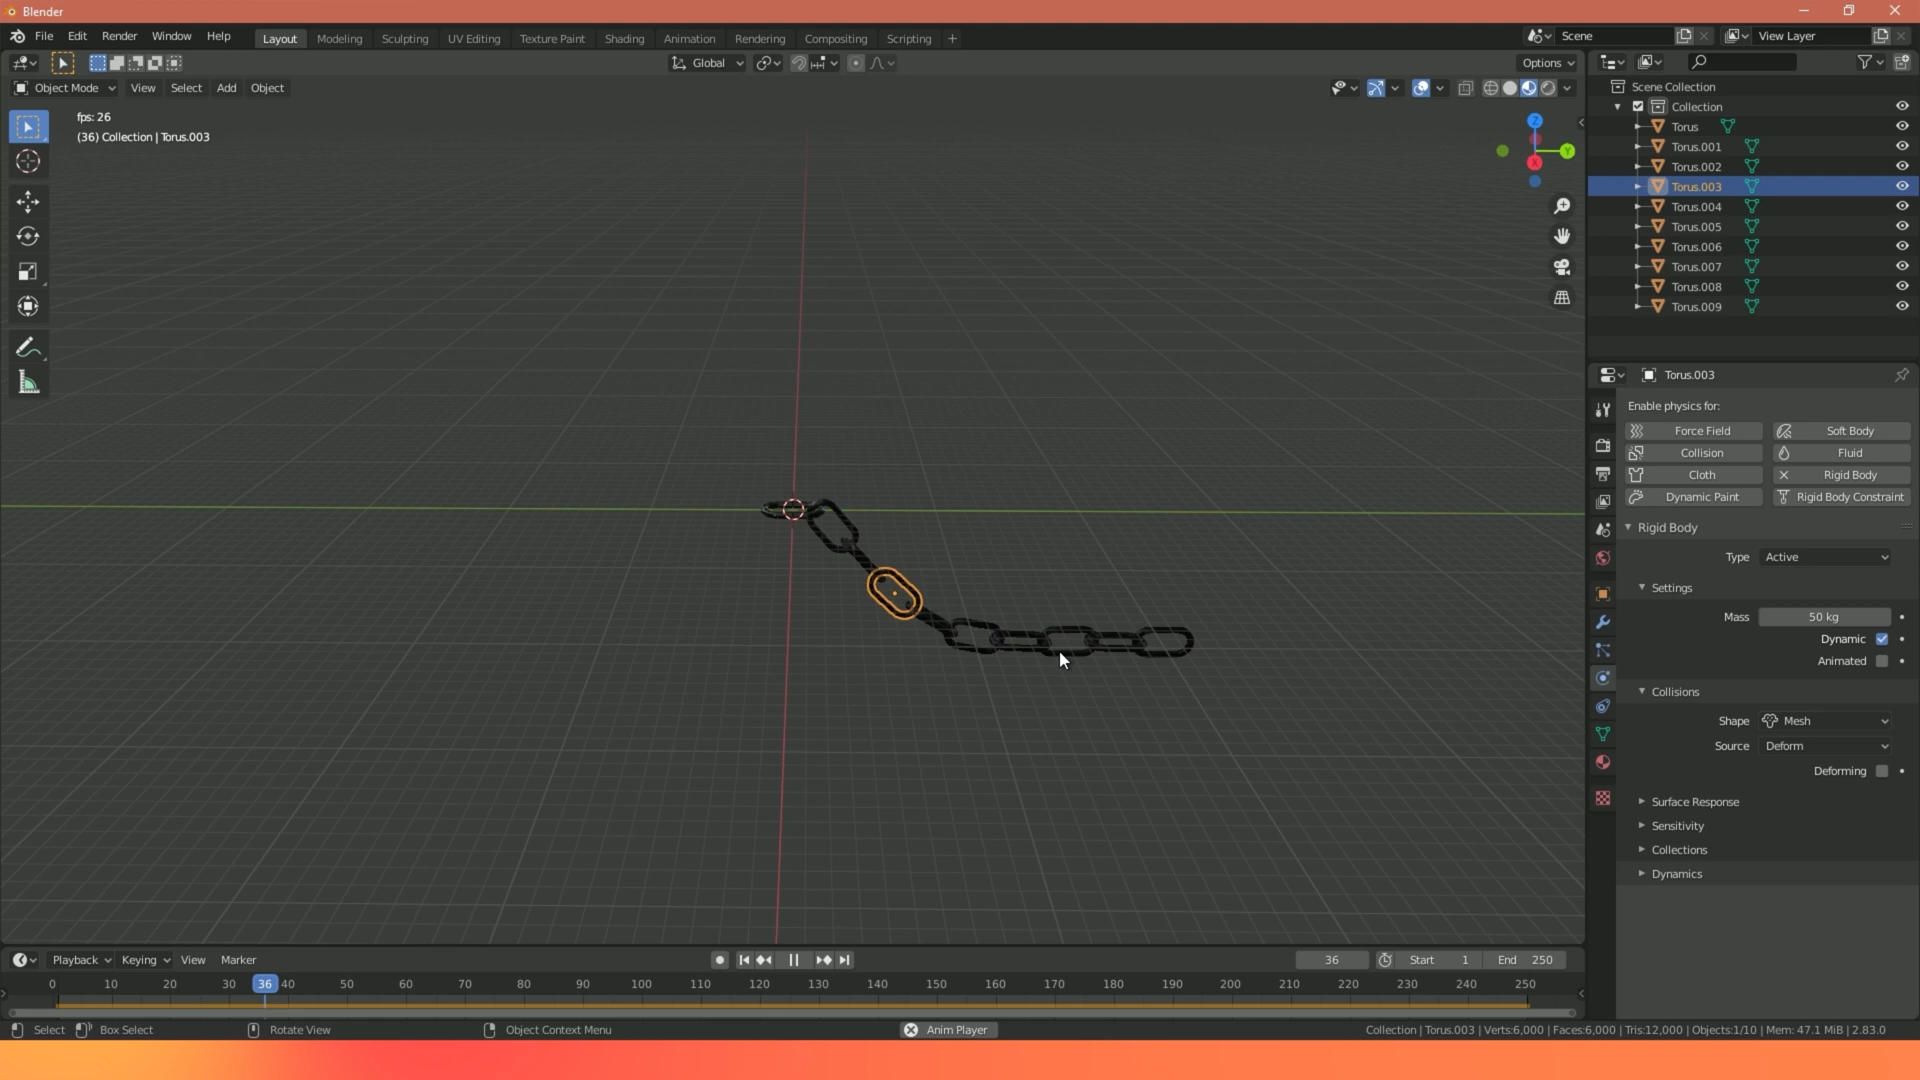 Blender
File Edit Render Window Help Layout Modeling Sculpting UV Editing Texture Paint Shading Animation Rendering Compositing Scripting + Scene View Layer
Global Options
Object Mode View Select Add Object
fps: 26
(36) Collection | Torus.003
Z
Y
X
Scene Collection
Collection
Torus
Torus.001
Torus.002
Torus.003
Torus.004
Torus.005
Torus.006
Torus.007
Torus.008
Torus.009
Torus.003
Enable physics for:
Force Field Soft Body
Collision Fluid
Cloth Rigid Body
Dynamic Paint Rigid Body Constraint
Rigid Body
Type Active
Settings
Mass 50 kg
Dynamic
Animated
Collisions
Shape Mesh
Source Deform
Deforming
Surface Response
Sensitivity
Collections
Dynamics
Playback Keying View Marker 36 Start 1 End 250
0 10 20 30 36 40 50 60 70 80 90 100 110 120 130 140 150 160 170 180 190 200 210 220 230 240 250
Select Box Select Rotate View Object Context Menu Anim Player Collection | Torus.003 | Verts:6,000 | Faces:6,000 | Tris:12,000 | Objects:1/10 | Mem: 47.1 MiB | 2.83.0